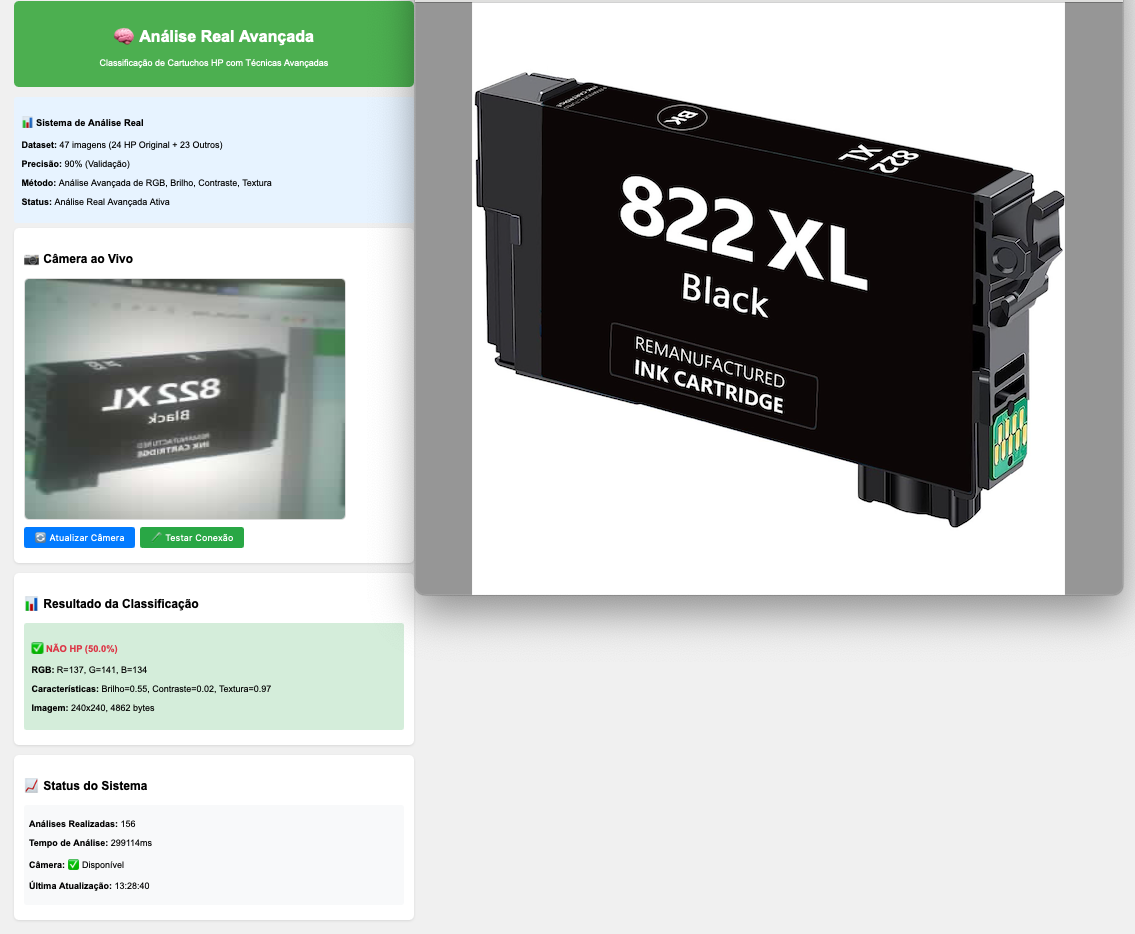 🧠 Análise Real Avançada
Classificação de Cartuchos HP com Técnicas Avançadas
📊 Sistema de Análise Real
Dataset: 47 imagens (24 HP Original + 23 Outros)
Precisão: 90% (Validação)
Método: Análise Avançada de RGB, Brilho, Contraste, Textura
Status: Análise Real Avançada Ativa
📷 Câmera ao Vivo
822 XL
Black
REMANUFACTURED
INK CARTRIDGE
🔄 Atualizar Câmera
Testar Conexão
📊 Resultado da Classificação
✅ NÃO HP (50.0%)
RGB: R=137, G=141, B=134
Características: Brilho=0.55, Contraste=0.02, Textura=0.97
Imagem: 240x240, 4862 bytes
📈 Status do Sistema
Análises Realizadas: 156
Tempo de Análise: 299114ms
Câmera: ✅ Disponível
Última Atualização: 13:28:40
REMANUFACTURED
INK CARTRIDGE
BK
822
XL
822 XL
Black
REMANUFACTURED
INK CARTRIDGE